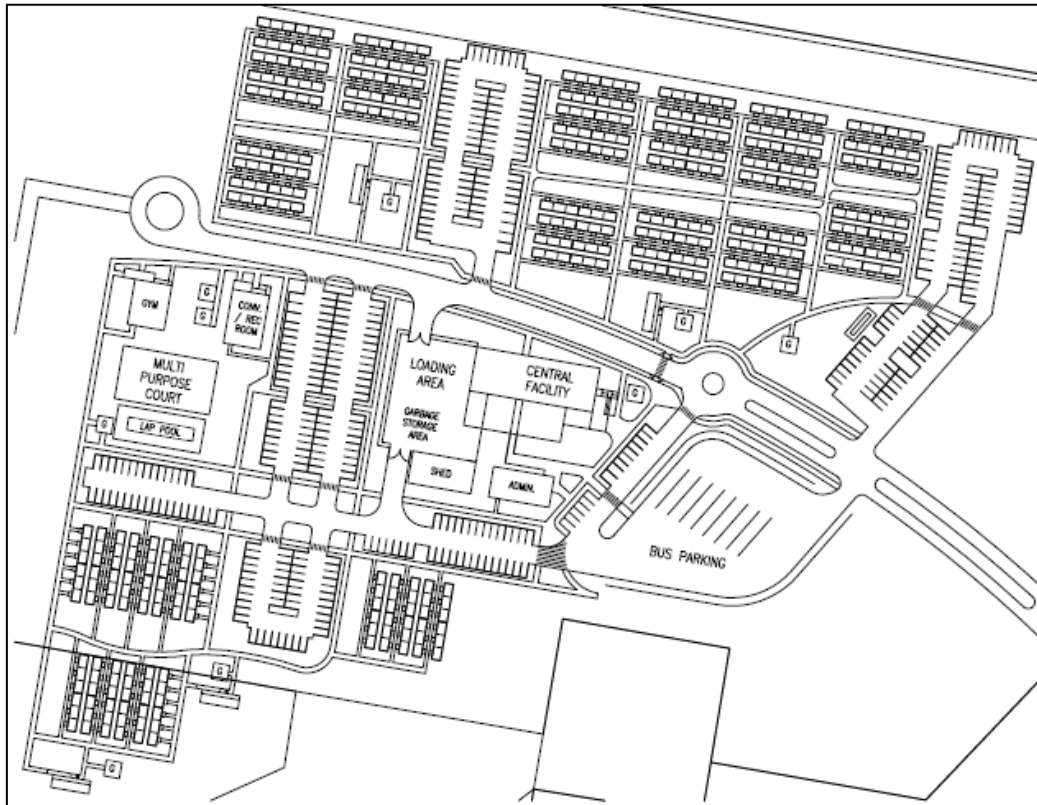 G
GYM
G
G
CONV.
/ REC
ROOM
G
G
MULTI
PURPOSE
COURT
LAP POOL
G
LOADING
AREA
GARBAGE
STORAGE
AREA
SHED
CENTRAL
FACILITY
G
ADMIN.
BUS PARKING
G
G